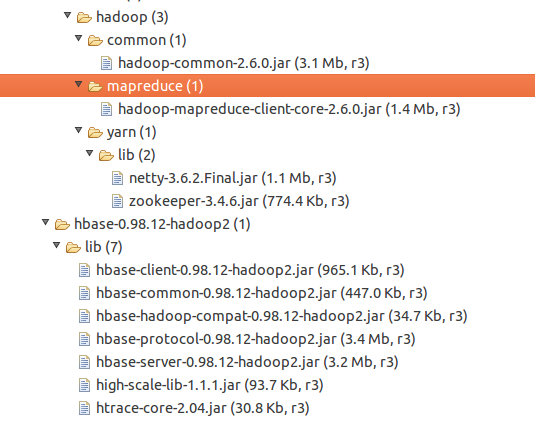 hadoop (3)
common (1)
hadoop-common-2.6.0.jar (3.1 Mb, r3)
mapreduce (1)
hadoop-mapreduce-client-core-2.6.0.jar (1.4 Mb, r3)
yarn (1)
lib (2)
netty-3.6.2.Final.jar (1.1 Mb, r3)
zookeeper-3.4.6.jar (774.4 Kb, r3)
hbase-0.98.12-hadoop2 (1)
lib (7)
hbase-client-0.98.12-hadoop2.jar (965.1 Kb, r3)
hbase-common-0.98.12-hadoop2.jar (447.0 Kb, r3)
hbase-hadoop-compat-0.98.12-hadoop2.jar (34.7 Kb, r3)
hbase-protocol-0.98.12-hadoop2.jar (3.4 Mb, r3)
hbase-server-0.98.12-hadoop2.jar (3.2 Mb, r3)
high-scale-lib-1.1.1.jar (93.7 Kb, r3)
htrace-core-2.04.jar (30.8 Kb, r3)